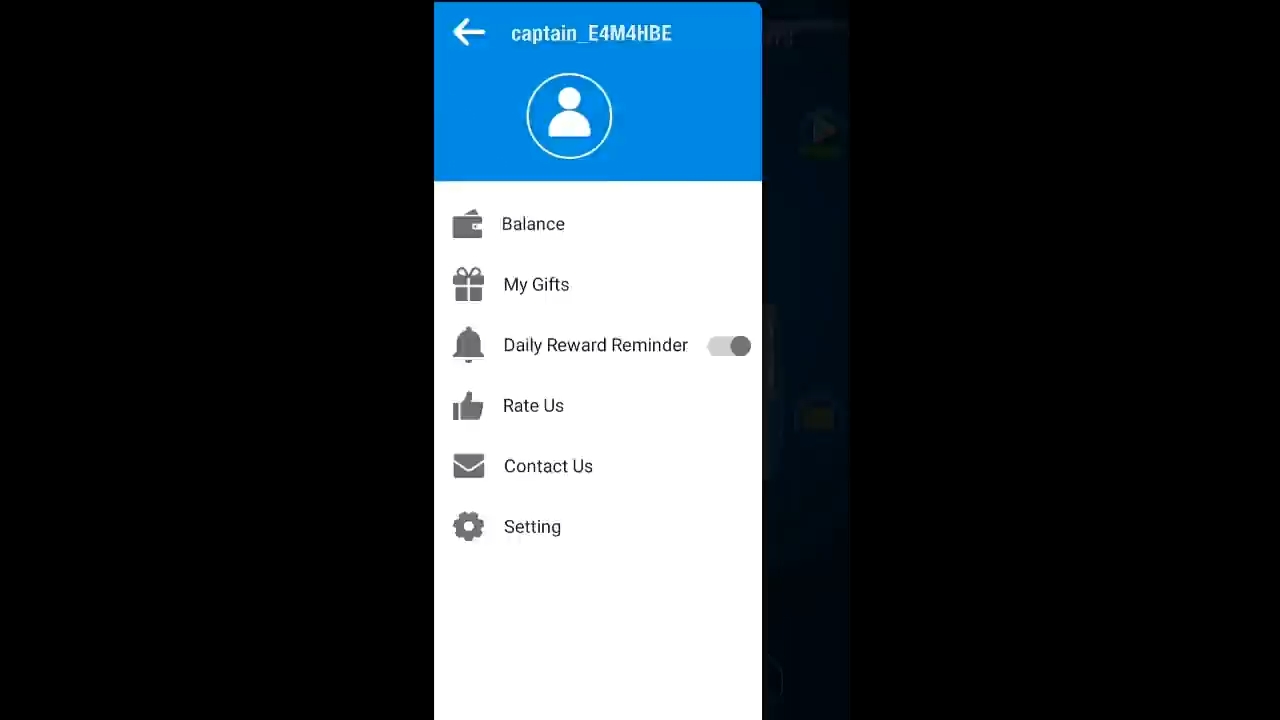 captain_E4M4HBE
Balance
My Gifts
Daily Reward Reminder
Rate Us
Contact Us
Setting